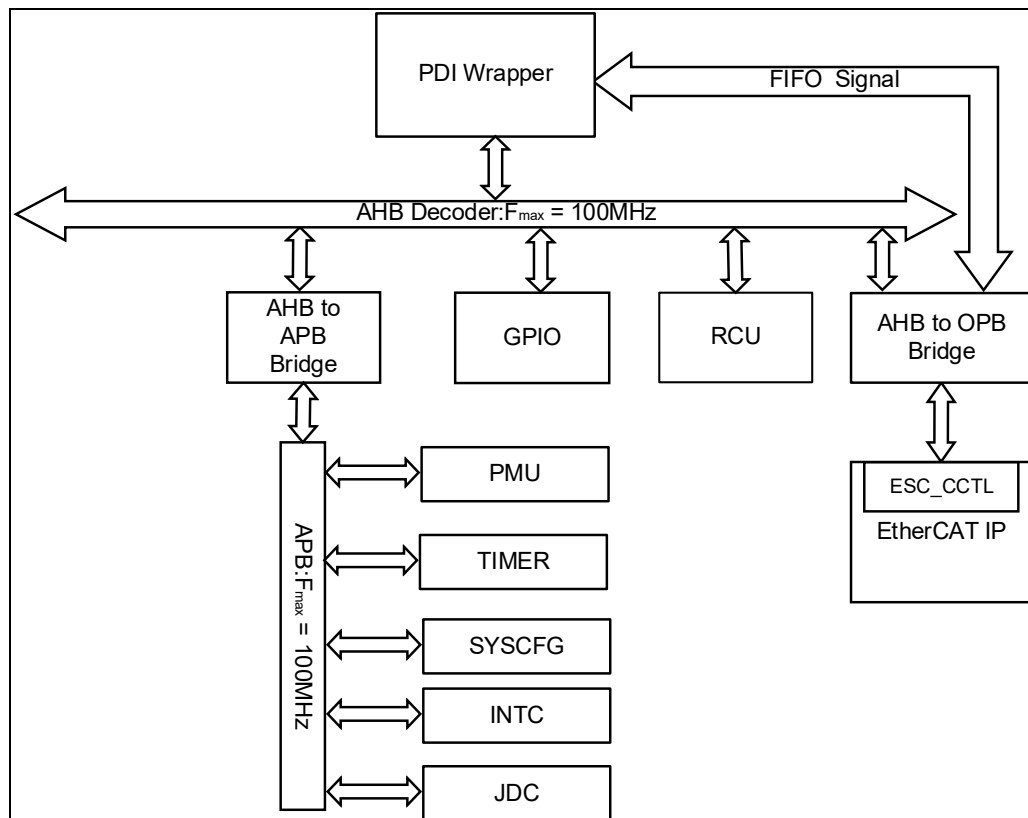 PDI Wrapper
FIFO Signal
AHB Decoder:Fmax = 100MHz
AHB to
APB
Bridge
GPIO
RCU
AHB to OPB
Bridge
PMU
ESC_CCTL
EtherCAT IP
APB:Fmax = 100MHz
TIMER
SYSCFG
INTC
JDC